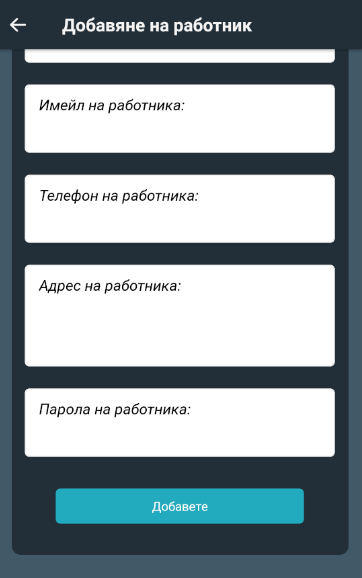 Добавяне на работник
Имейл на работника:
Телефон на работника:
Адрес на работника:
Парола на работника:
Добавете